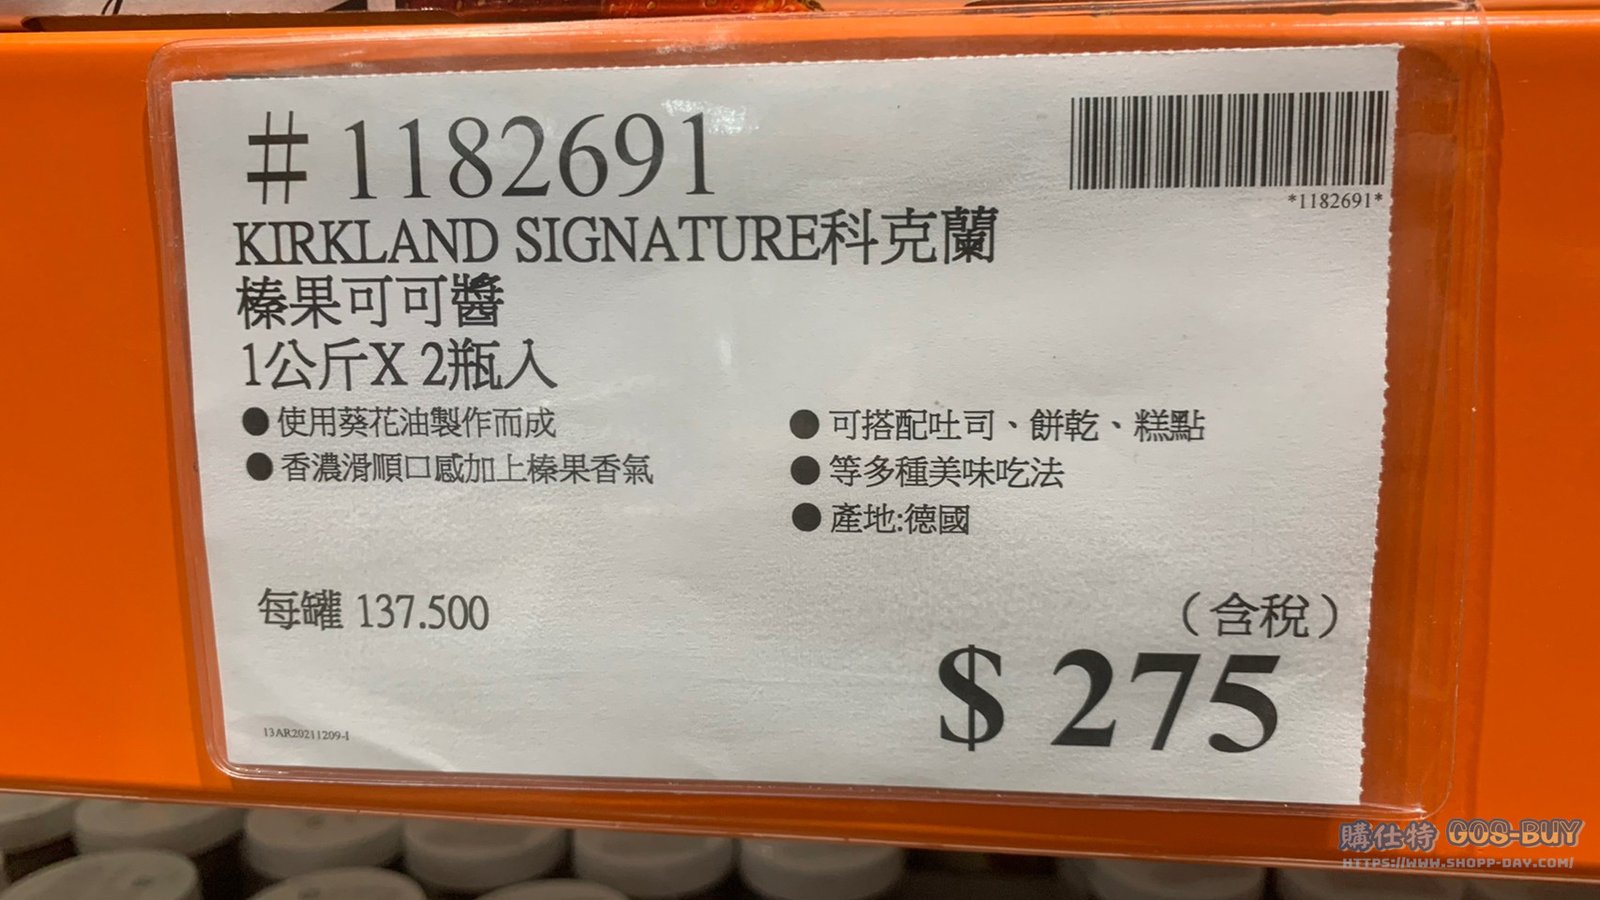 # 1182691
*1182691*
KIRKLAND SIGNATURE科克蘭
榛果可可醬
1公斤X 2瓶入
● 使用葵花油製作而成
● 香濃滑順口感加上榛果香氣
● 可搭配吐司、餅乾、糕點
● 等多種美味吃法
● 產地:德國
每罐 137.500
（含稅）
$ 275
13AR20211209-1
購仕特 GOS-BUY
HTTPS://WWW.SHOPP-DAY.COM/